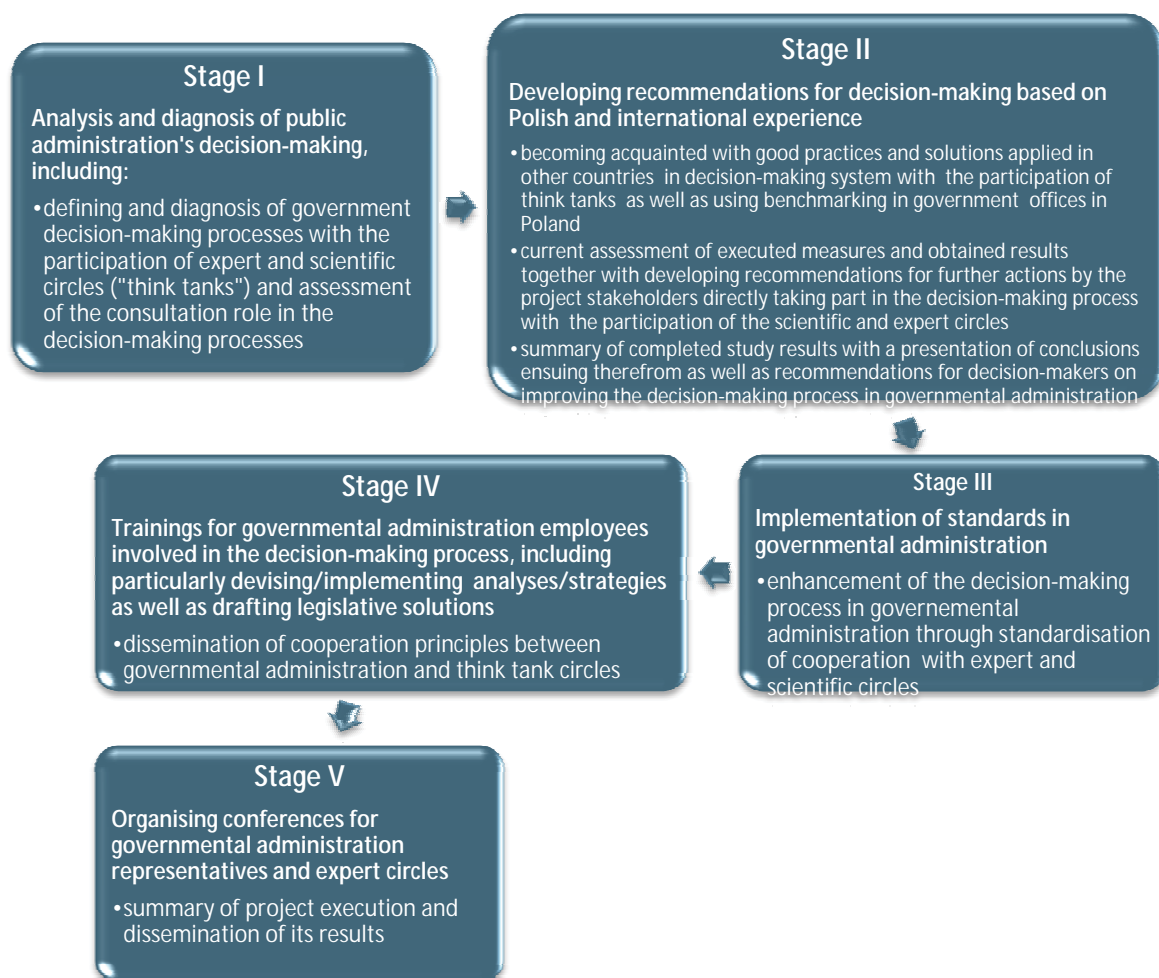 Stage I
Analysis and diagnosis of public
administration's decision-making,
including:
•defining and diagnosis of government
decision-making processes with the
participation of expert and scientific
circles ("think tanks") and assessment
of the consultation role in the
decision-making processes
Stage II
Developing recommendations for decision-making based on
Polish and international experience
•becoming acquainted with good practices and solutions applied in
other countries in decision-making system with the participation of
think tanks as well as using benchmarking in government offices in
Poland
•current assessment of executed measures and obtained results
together with developing recommendations for further actions by the
project stakeholders directly taking part in the decision-making process
with the participation of the scientific and expert circles
•summary of completed study results with a presentation of conclusions
ensuing therefrom as well as recommendations for decision-makers on
improving the decision-making process in governmental administration
Stage III
Implementation of standards in
governmental administration
•enhancement of the decision-making
process in governemental
administration through standardisation
of cooperation with expert and
scientific circles
Stage IV
Trainings for governmental administration employees
involved in the decision-making process, including
particularly devising/implementing analyses/strategies
as well as drafting legislative solutions
•dissemination of cooperation principles between
governmental administration and think tank circles
Stage V
Organising conferences for
governmental administration
representatives and expert circles
•summary of project execution and
dissemination of its results